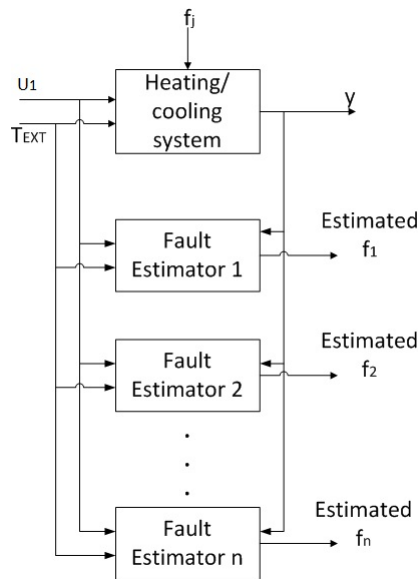 fj
U1
Heating/
cooling
system
y
TEXT
Estimated
f1
Fault
Estimator 1
Estimated
f2
Fault
Estimator 2
.
.
.
Estimated
fn
Fault
Estimator n